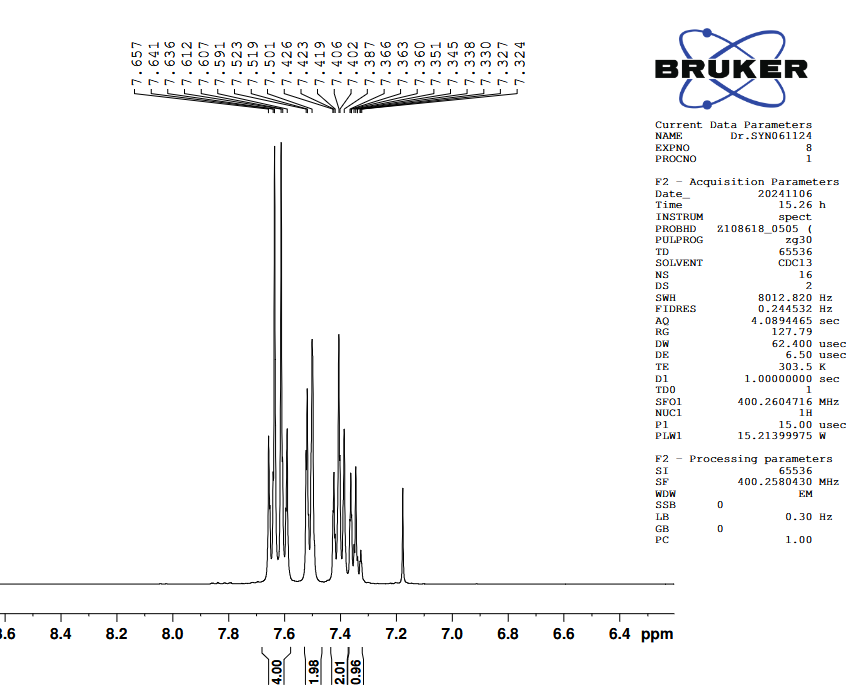 7.657
7.641
7.636
7.612
7.607
7.591
7.523
7.519
7.501
7.426
7.423
7.419
7.406
7.402
7.387
7.366
7.363
7.360
7.351
7.345
7.338
7.330
7.327
7.324
BRUKER
Current Data Parameters
NAME Dr.SYN061124
EXPNO 8
PROCNO 1
F2 - Acquisition Parameters
Date_ 20241106
Time 15.26 h
INSTRUM spect
PROBHD Z108618_0505 (
PULPROG zg30
TD 65536
SOLVENT CDCl3
NS 16
DS 2
SWH 8012.820 Hz
FIDRES 0.244532 Hz
AQ 4.0894465 sec
RG 127.79
DW 62.400 usec
DE 6.50 usec
TE 303.5 K
D1 1.00000000 sec
TD0 1
SFO1 400.2604716 MHz
NUC1 1H
P1 15.00 usec
PLW1 15.21399975 W
F2 - Processing parameters
SI 65536
SF 400.2580430 MHz
WDW EM
SSB 0
LB 0.30 Hz
GB 0
PC 1.00
8.4 8.2 8.0 7.8 7.6 7.4 7.2 7.0 6.8 6.6 6.4 ppm
4.00
1.98
2.01
0.96